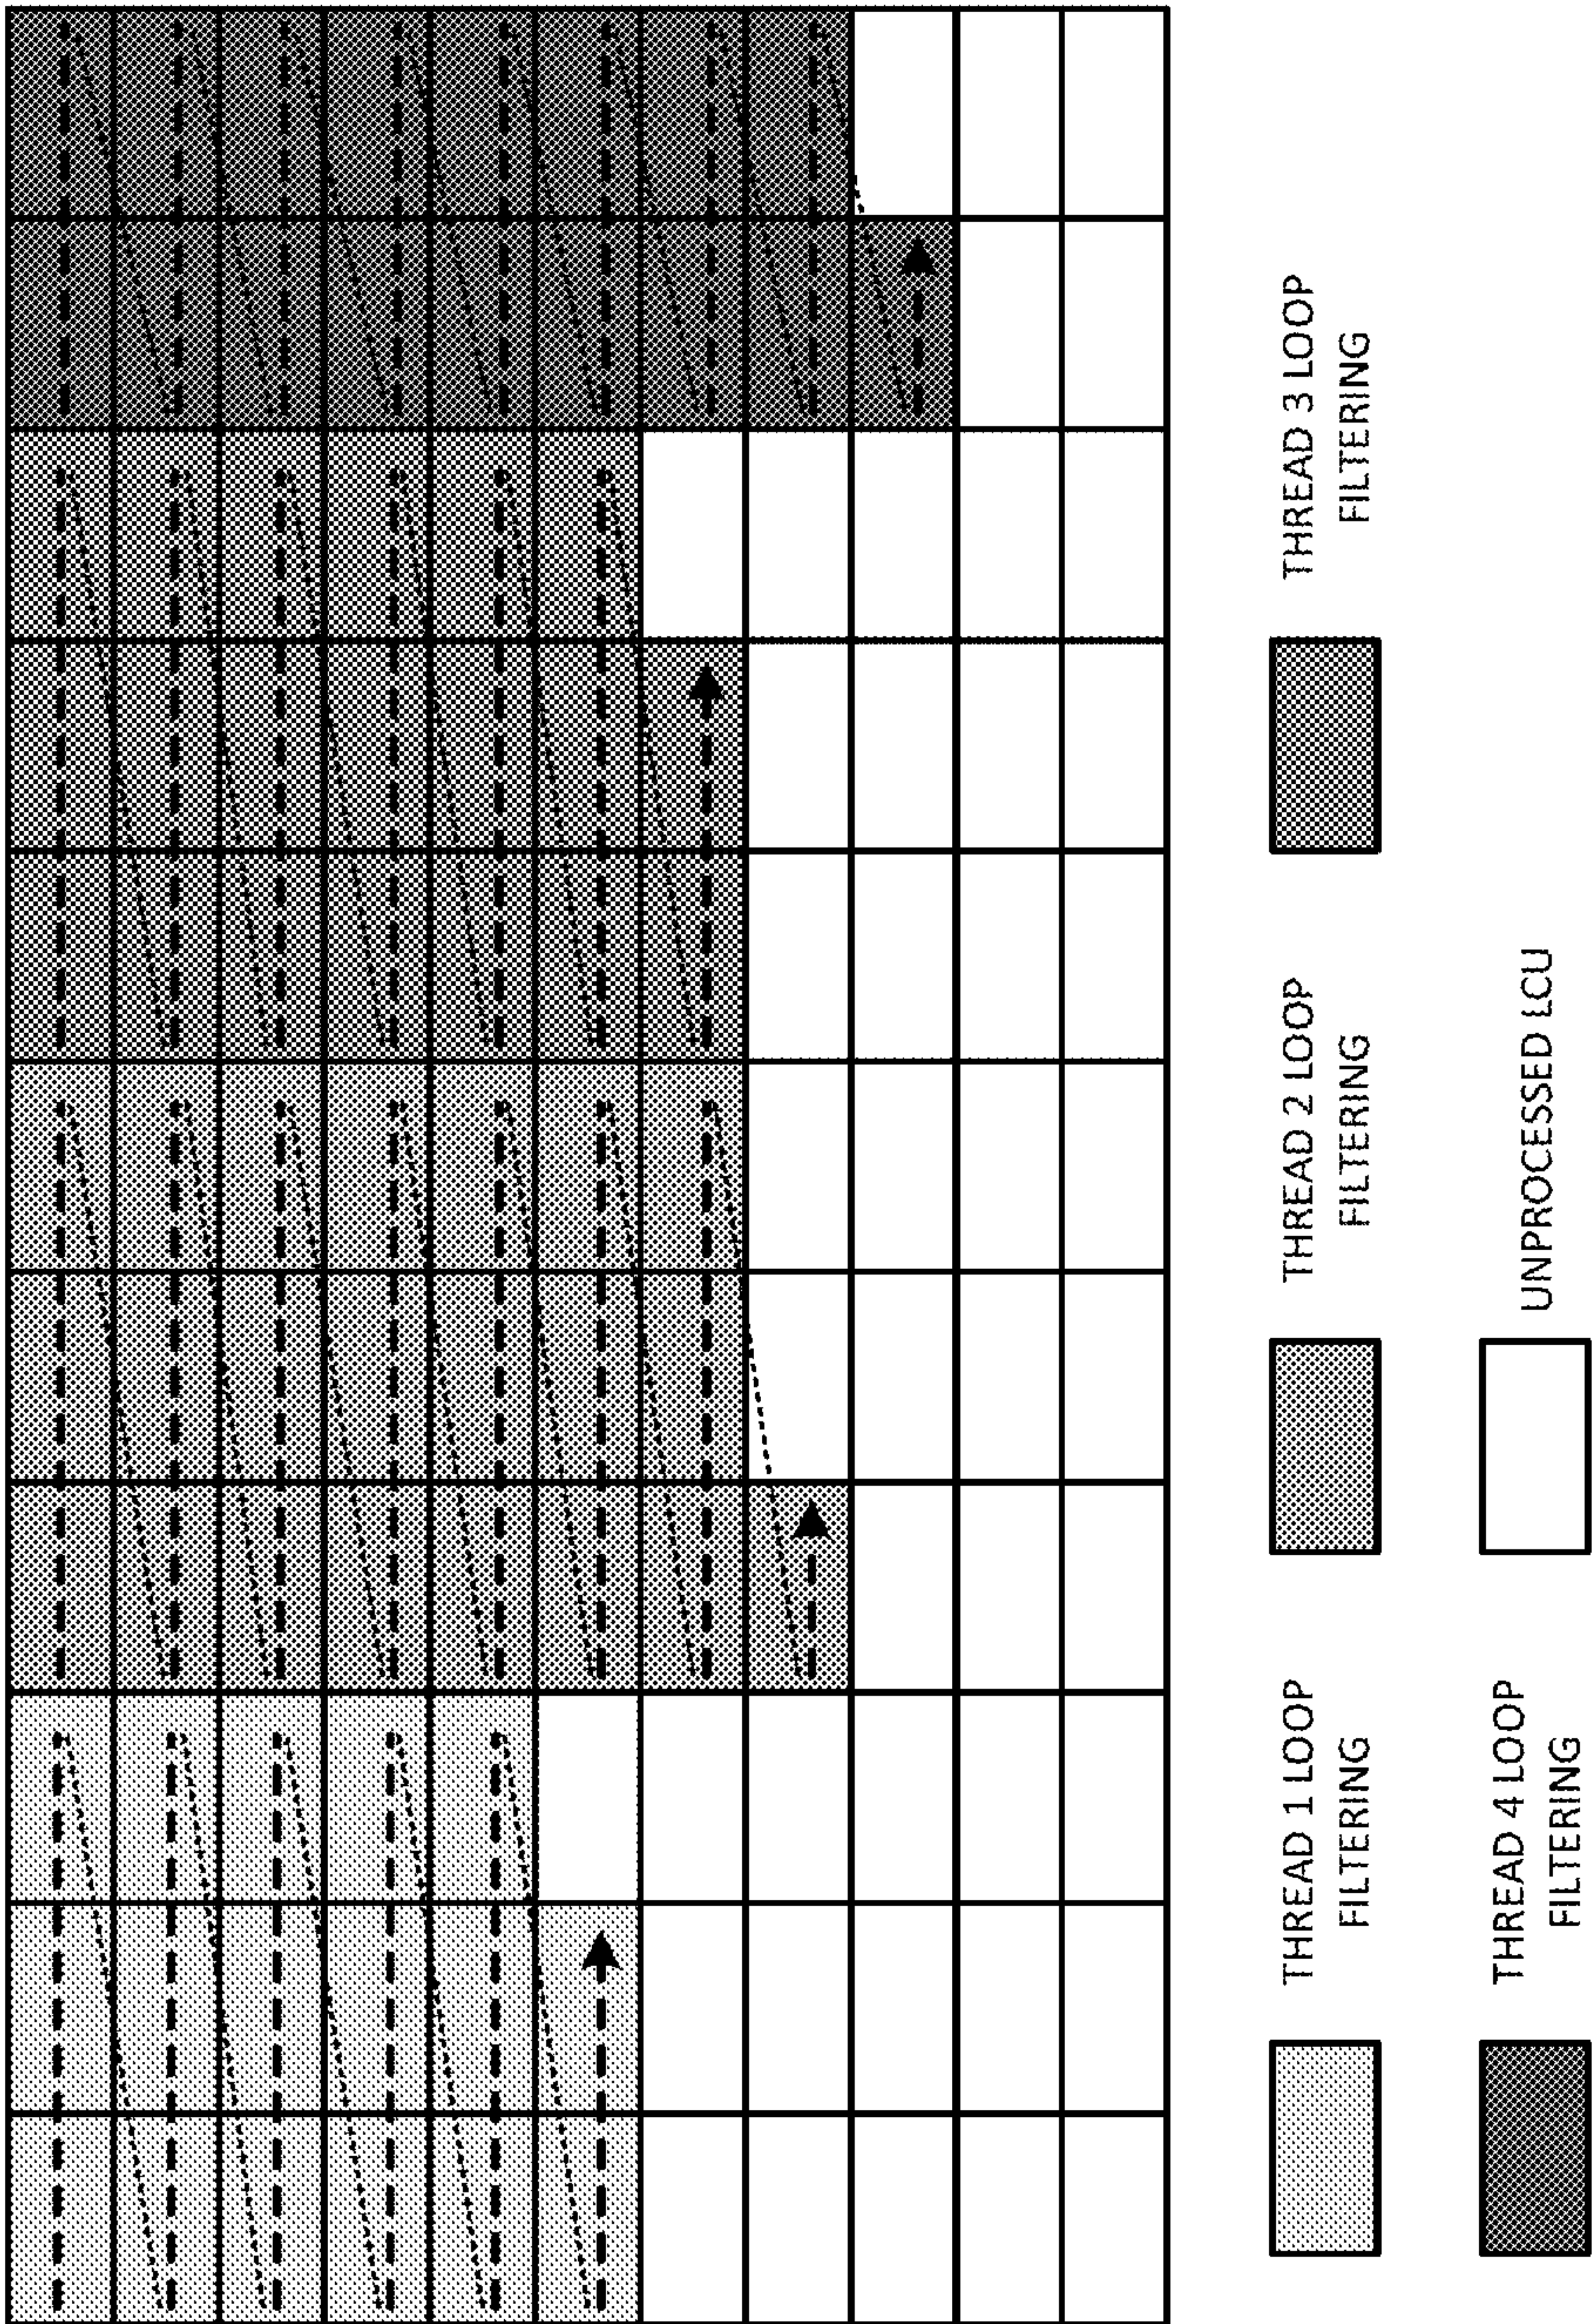 THREAD 1 LOOP
FILTERING
THREAD 2 LOOP
FILTERING
THREAD 3 LOOP
FILTERING
THREAD 4 LOOP
FILTERING
UNPROCESSED LCU